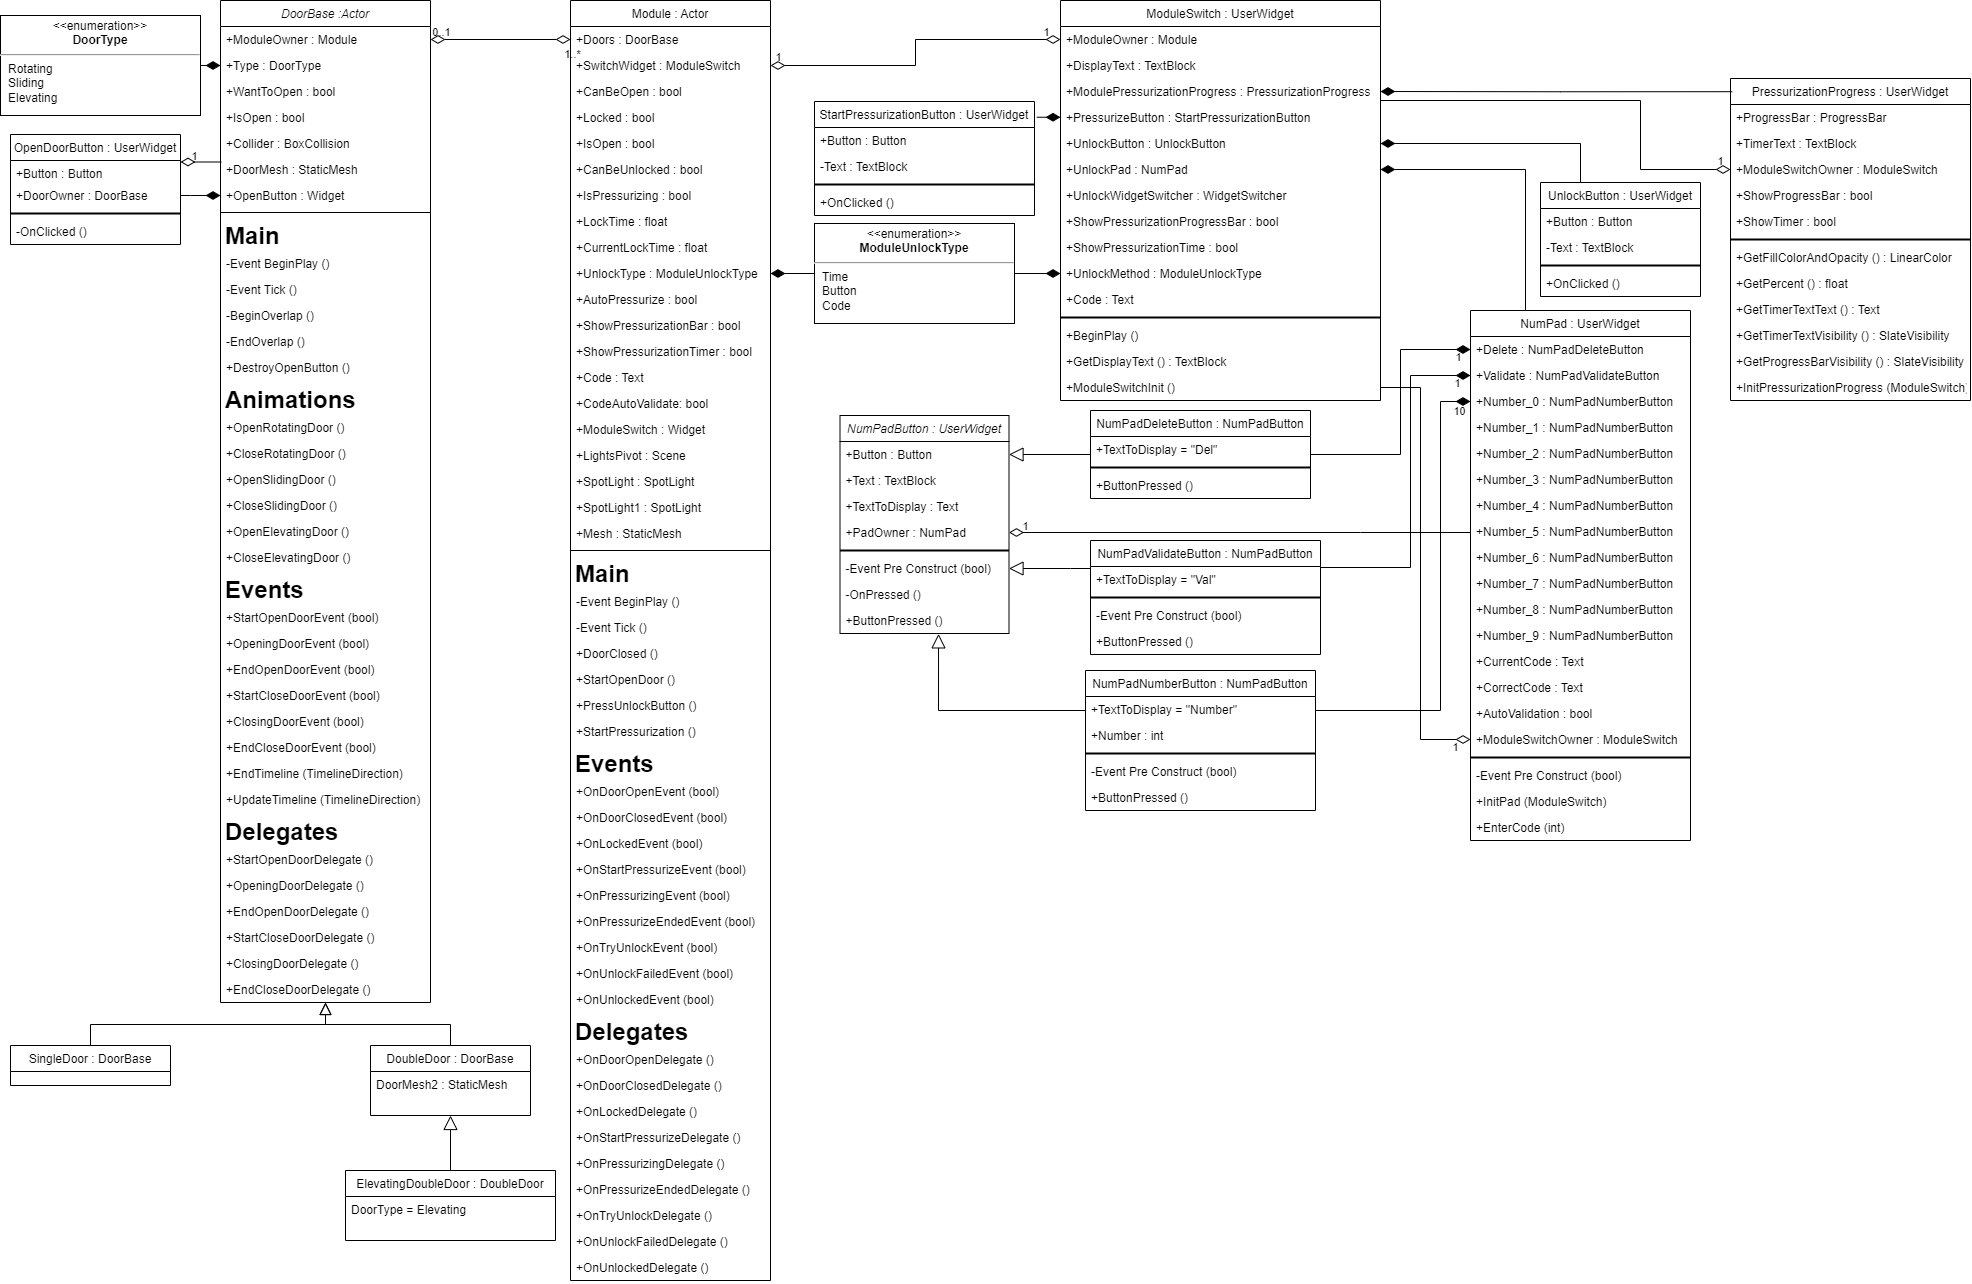 <<enumeration>>
DoorType
Rotating
Sliding
Elevating
OpenDoorButton : UserWidget
+Button : Button
+DoorOwner : DoorBase
-OnClicked ()
1
DoorBase :Actor
+ModuleOwner : Module
+Type : DoorType
+WantToOpen : bool
+IsOpen : bool
+Collider : BoxCollision
+DoorMesh : StaticMesh
+OpenButton : Widget
Main
-Event BeginPlay ()
-Event Tick ()
-BeginOverlap ()
-EndOverlap ()
+DestroyOpenButton ()
Animations
+OpenRotatingDoor ()
+CloseRotatingDoor ()
+OpenSlidingDoor ()
+CloseSlidingDoor ()
+OpenElevatingDoor ()
+CloseElevatingDoor ()
Events
+StartOpenDoorEvent (bool)
+OpeningDoorEvent (bool)
+EndOpenDoorEvent (bool)
+StartCloseDoorEvent (bool)
+ClosingDoorEvent (bool)
+EndCloseDoorEvent (bool)
+EndTimeline (TimelineDirection)
+UpdateTimeline (TimelineDirection)
Delegates
+StartOpenDoorDelegate ()
+OpeningDoorDelegate ()
+EndOpenDoorDelegate ()
+StartCloseDoorDelegate ()
+ClosingDoorDelegate ()
+EndCloseDoorDelegate ()
SingleDoor : DoorBase
DoubleDoor : DoorBase
DoorMesh2 : StaticMesh
ElevatingDoubleDoor : DoubleDoor
DoorType = Elevating
0..1
1..*
Module : Actor
+Doors : DoorBase
+SwitchWidget : ModuleSwitch
+CanBeOpen : bool
+Locked : bool
+IsOpen : bool
+CanBeUnlocked : bool
+IsPressurizing : bool
+LockTime : float
+CurrentLockTime : float
+UnlockType : ModuleUnlockType
+AutoPressurize : bool
+ShowPressurizationBar : bool
+ShowPressurizationTimer : bool
+Code : Text
+CodeAutoValidate: bool
+ModuleSwitch : Widget
+LightsPivot : Scene
+SpotLight : SpotLight
+SpotLight1 : SpotLight
+Mesh : StaticMesh
Main
-Event BeginPlay ()
-Event Tick ()
+DoorClosed ()
+StartOpenDoor ()
+PressUnlockButton ()
+StartPressurization ()
Events
+OnDoorOpenEvent (bool)
+OnDoorClosedEvent (bool)
+OnLockedEvent (bool)
+OnStartPressurizeEvent (bool)
+OnPressurizingEvent (bool)
+OnPressurizeEndedEvent (bool)
+OnTryUnlockEvent (bool)
+OnUnlockFailedEvent (bool)
+OnUnlockedEvent (bool)
Delegates
+OnDoorOpenDelegate ()
+OnDoorClosedDelegate ()
+OnLockedDelegate ()
+OnStartPressurizeDelegate ()
+OnPressurizingDelegate ()
+OnPressurizeEndedDelegate ()
+OnTryUnlockDelegate ()
+OnUnlockFailedDelegate ()
+OnUnlockedDelegate ()
1
1
StartPressurizationButton : UserWidget
+Button : Button
-Text : TextBlock
+OnClicked ()
<<enumeration>>
ModuleUnlockType
Time
Button
Code
ModuleSwitch : UserWidget
+ModuleOwner : Module
+DisplayText : TextBlock
+ModulePressurizationProgress : PressurizationProgress
+PressurizeButton : StartPressurizationButton
+UnlockButton : UnlockButton
+UnlockPad : NumPad
+UnlockWidgetSwitcher : WidgetSwitcher
+ShowPressurizationProgressBar : bool
+ShowPressurizationTime : bool
+UnlockMethod : ModuleUnlockType
+Code : Text
+BeginPlay ()
+GetDisplayText () : TextBlock
+ModuleSwitchInit ()
NumPadButton : UserWidget
+Button : Button
+Text : TextBlock
+TextToDisplay : Text
+PadOwner : NumPad
-Event Pre Construct (bool)
-OnPressed ()
+ButtonPressed ()
1
NumPadDeleteButton : NumPadButton
+TextToDisplay = "Del"
+ButtonPressed ()
NumPadValidateButton : NumPadButton
+TextToDisplay = "Val"
-Event Pre Construct (bool)
+ButtonPressed ()
NumPadNumberButton : NumPadButton
+TextToDisplay = "Number"
+Number : int
-Event Pre Construct (bool)
+ButtonPressed ()
UnlockButton : UserWidget
+Button : Button
-Text : TextBlock
+OnClicked ()
1
1
10
1
NumPad : UserWidget
+Delete : NumPadDeleteButton
+Validate : NumPadValidateButton
+Number_0 : NumPadNumberButton
+Number_1 : NumPadNumberButton
+Number_2 : NumPadNumberButton
+Number_3 : NumPadNumberButton
+Number_4 : NumPadNumberButton
+Number_5 : NumPadNumberButton
+Number_6 : NumPadNumberButton
+Number_7 : NumPadNumberButton
+Number_8 : NumPadNumberButton
+Number_9 : NumPadNumberButton
+CurrentCode : Text
+CorrectCode : Text
+AutoValidation : bool
+ModuleSwitchOwner : ModuleSwitch
-Event Pre Construct (bool)
+InitPad (ModuleSwitch)
+EnterCode (int)
1
PressurizationProgress : UserWidget
+ProgressBar : ProgressBar
+TimerText : TextBlock
+ModuleSwitchOwner : ModuleSwitch
+ShowProgressBar : bool
+ShowTimer : bool
+GetFillColorAndOpacity () : LinearColor
+GetPercent () : float
+GetTimerTextText () : Text
+GetTimerTextVisibility () : SlateVisibility
+GetProgressBarVisibility () : SlateVisibility
+InitPressurizationProgress (ModuleSwitch)